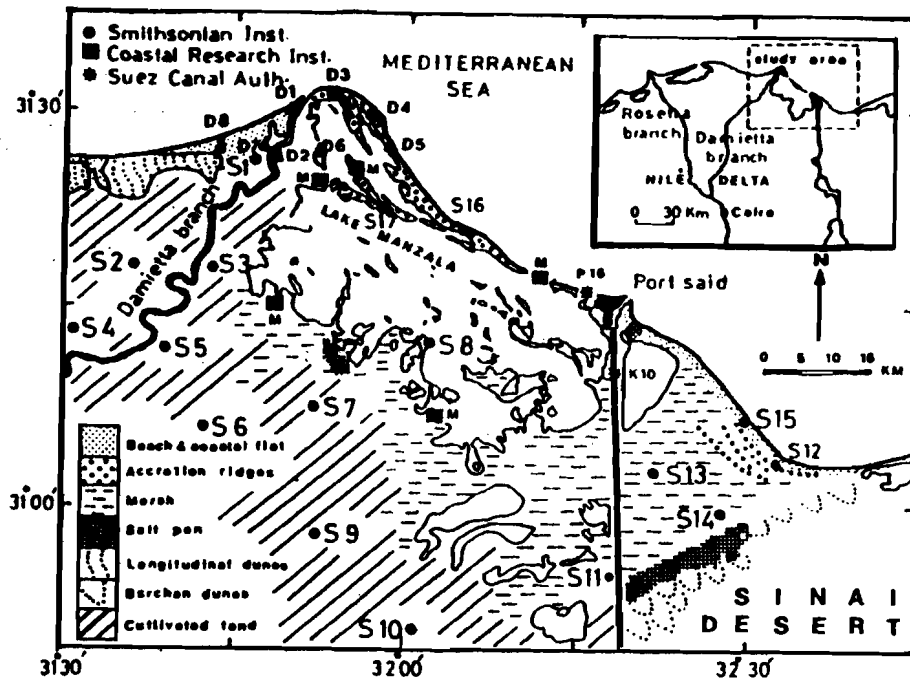 Smithsonian Inst.
Coastal Research Inst.
Suez Canal Auth.
MEDITERRANEAN
SEA
study area
Rosetta
branch
Damietta
branch
NILE DELTA
0 30 Km
Cairo
N
0 5 10 15
KM
31°30
31°00
D1
D3
D4
D5
D8
D7
S1
D2
D6
M
M
S16
S17
LAKE MANZALA
Damietta branch
S2
S3
S4
S5
M
M
P16
Port said
S8
K10
S6
S7
M
S15
S12
S13
S14
S9
S11
S10
SINAI
DESERT
Beach & coastal flat
Accretion ridges
Marsh
Salt pan
Longitudinal dunes
Barchan dunes
Cultivated land
31°30
32°00
32°30